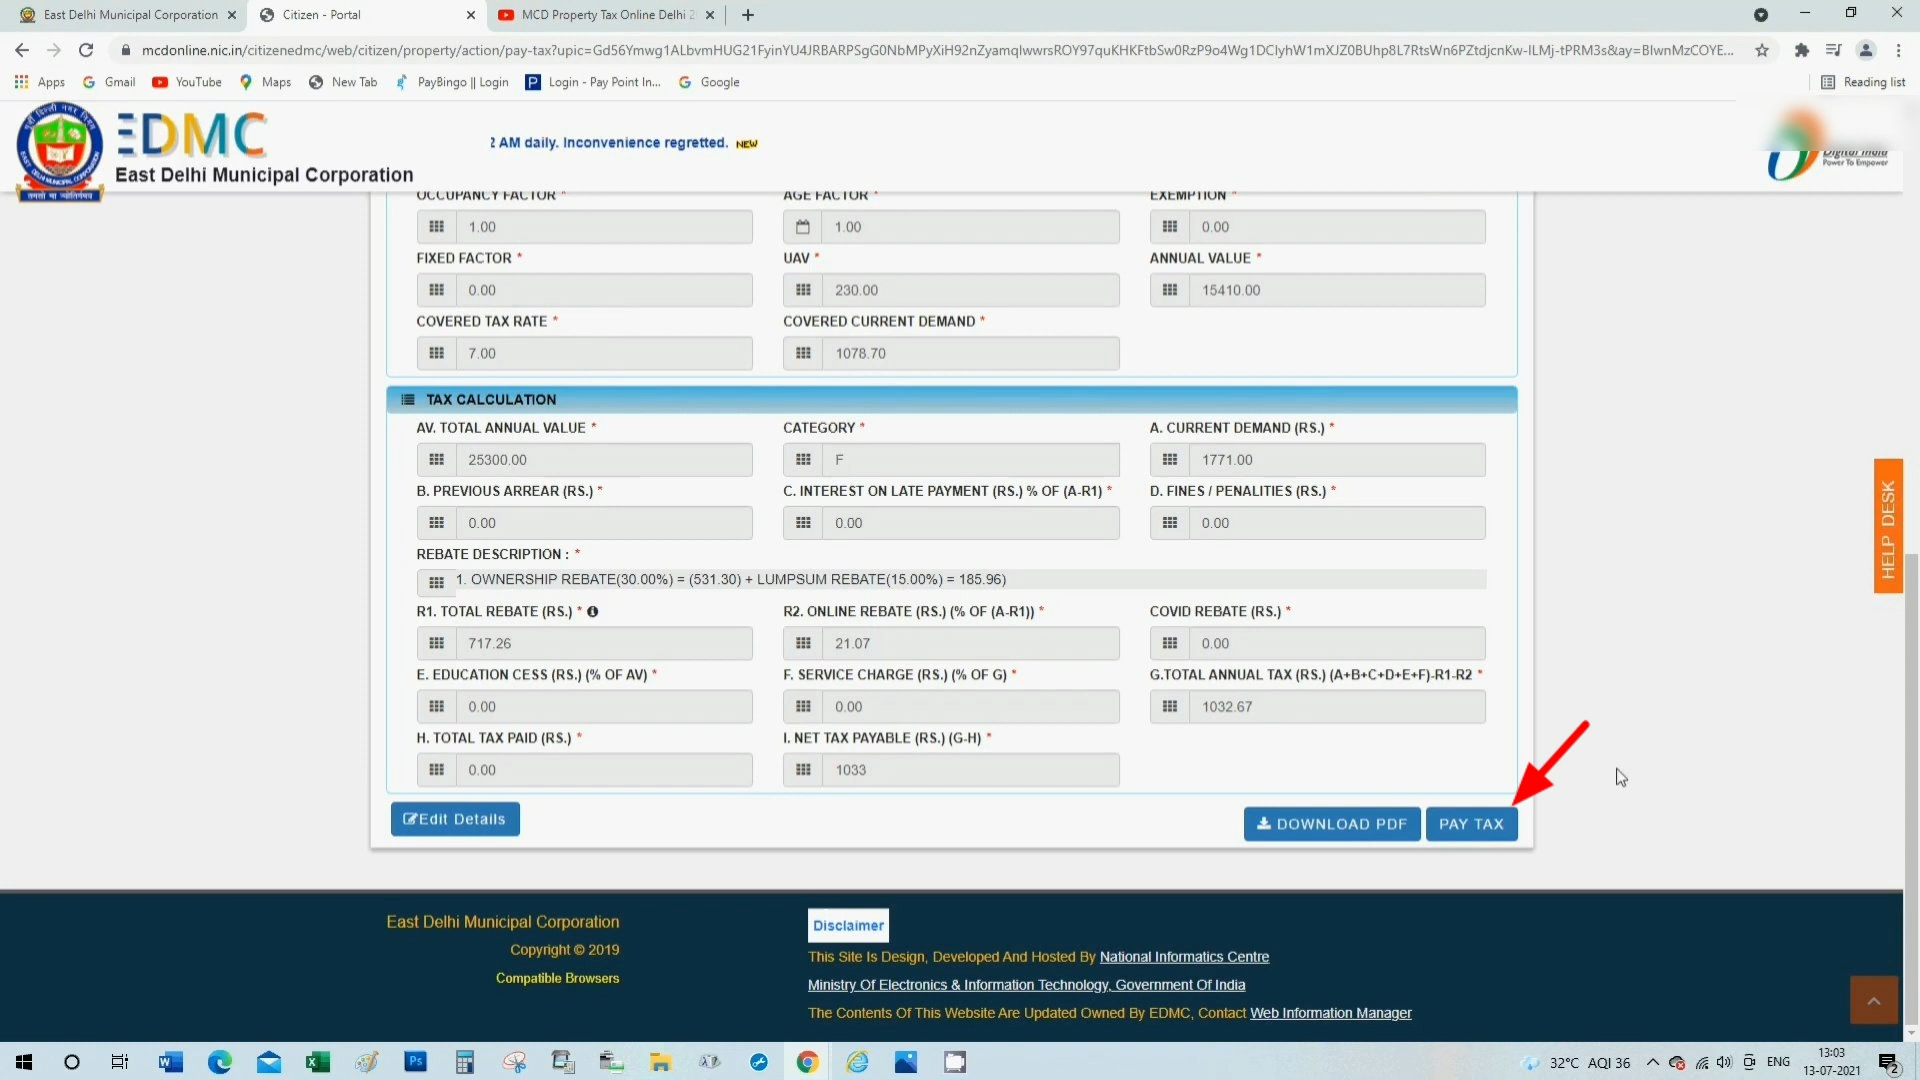 East Delhi Municipal Corporation
Citizen - Portal
MCD Property Tax Online Delhi 2
mcdonline.nic.in/citizenedmc/web/citizen/property/action/pay-tax?upic=
Apps
Gmail
YouTube
Maps
New Tab
PayBingo || Login
Login - Pay Point In...
Google
Reading list
EDMC
East Delhi Municipal Corporation
2 AM daily. Inconvenience regretted. NEW
Digital India
Power To Empower
OCCUPANCY FACTOR *
AGE FACTOR *
EXEMPTION *
1.00
1.00
0.00
FIXED FACTOR *
UAV *
ANNUAL VALUE *
0.00
230.00
15410.00
COVERED TAX RATE *
COVERED CURRENT DEMAND *
7.00
1078.70
TAX CALCULATION
AV. TOTAL ANNUAL VALUE *
CATEGORY *
A. CURRENT DEMAND (RS.) *
25300.00
F
1771.00
B. PREVIOUS ARREAR (RS.) *
C. INTEREST ON LATE PAYMENT (RS.) % OF (A-R1) *
D. FINES / PENALITIES (RS.) *
0.00
0.00
0.00
REBATE DESCRIPTION : *
1. OWNERSHIP REBATE(30.00%) = (531.30) + LUMPSUM REBATE(15.00%) = 185.96)
R1. TOTAL REBATE (RS.) *
R2. ONLINE REBATE (RS.) (% OF (A-R1)) *
COVID REBATE (RS.) *
717.26
21.07
0.00
E. EDUCATION CESS (RS.) (% OF AV) *
F. SERVICE CHARGE (RS.) (% OF G) *
G.TOTAL ANNUAL TAX (RS.) (A+B+C+D+E+F)-R1-R2 *
0.00
0.00
1032.67
H. TOTAL TAX PAID (RS.) *
I. NET TAX PAYABLE (RS.) (G-H) *
0.00
1033
Edit Details
DOWNLOAD PDF
PAY TAX
HELP DESK
East Delhi Municipal Corporation
Copyright © 2019
Compatible Browsers
Disclaimer
This Site Is Design, Developed And Hosted By National Informatics Centre
Ministry Of Electronics & Information Technology, Government Of India
The Contents Of This Website Are Updated Owned By EDMC, Contact Web Information Manager
32°C AQI 36
ENG
13:03
13-07-2021
2